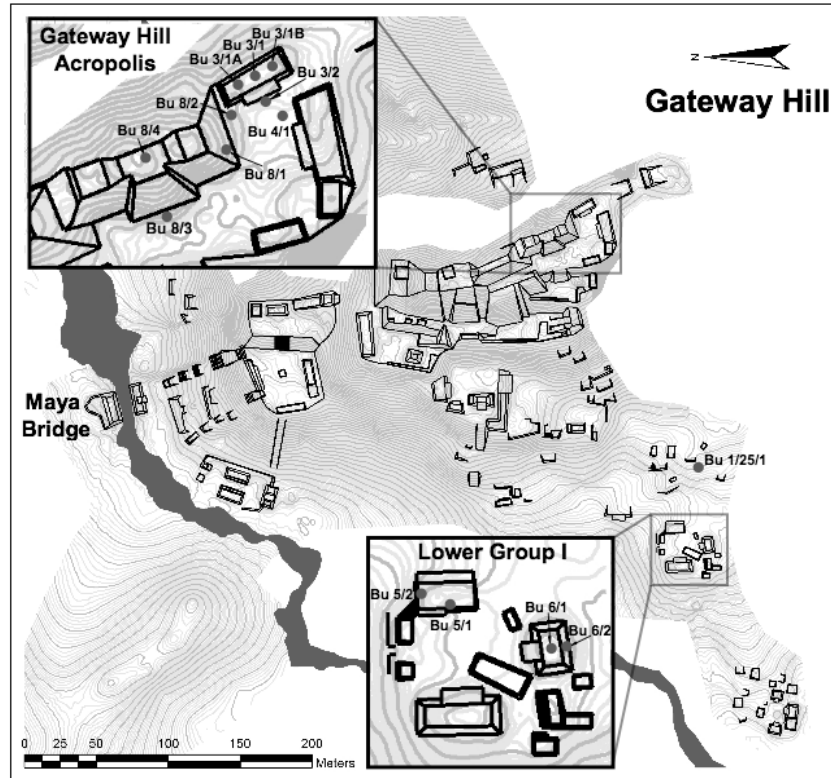 Gateway Hill
Acropolis
Bu 3/1B
Bu 3/1
Bu 3/1A
Bu 3/2
Bu 8/2
Bu 4/1
Bu 8/4
Bu 8/1
Bu 8/3
N
Gateway Hill
Maya
Bridge
Bu 1/25/1
Lower Group I
Bu 5/2
Bu 5/1
Bu 6/1
Bu 6/2
0 25 50 100 150 200
Meters